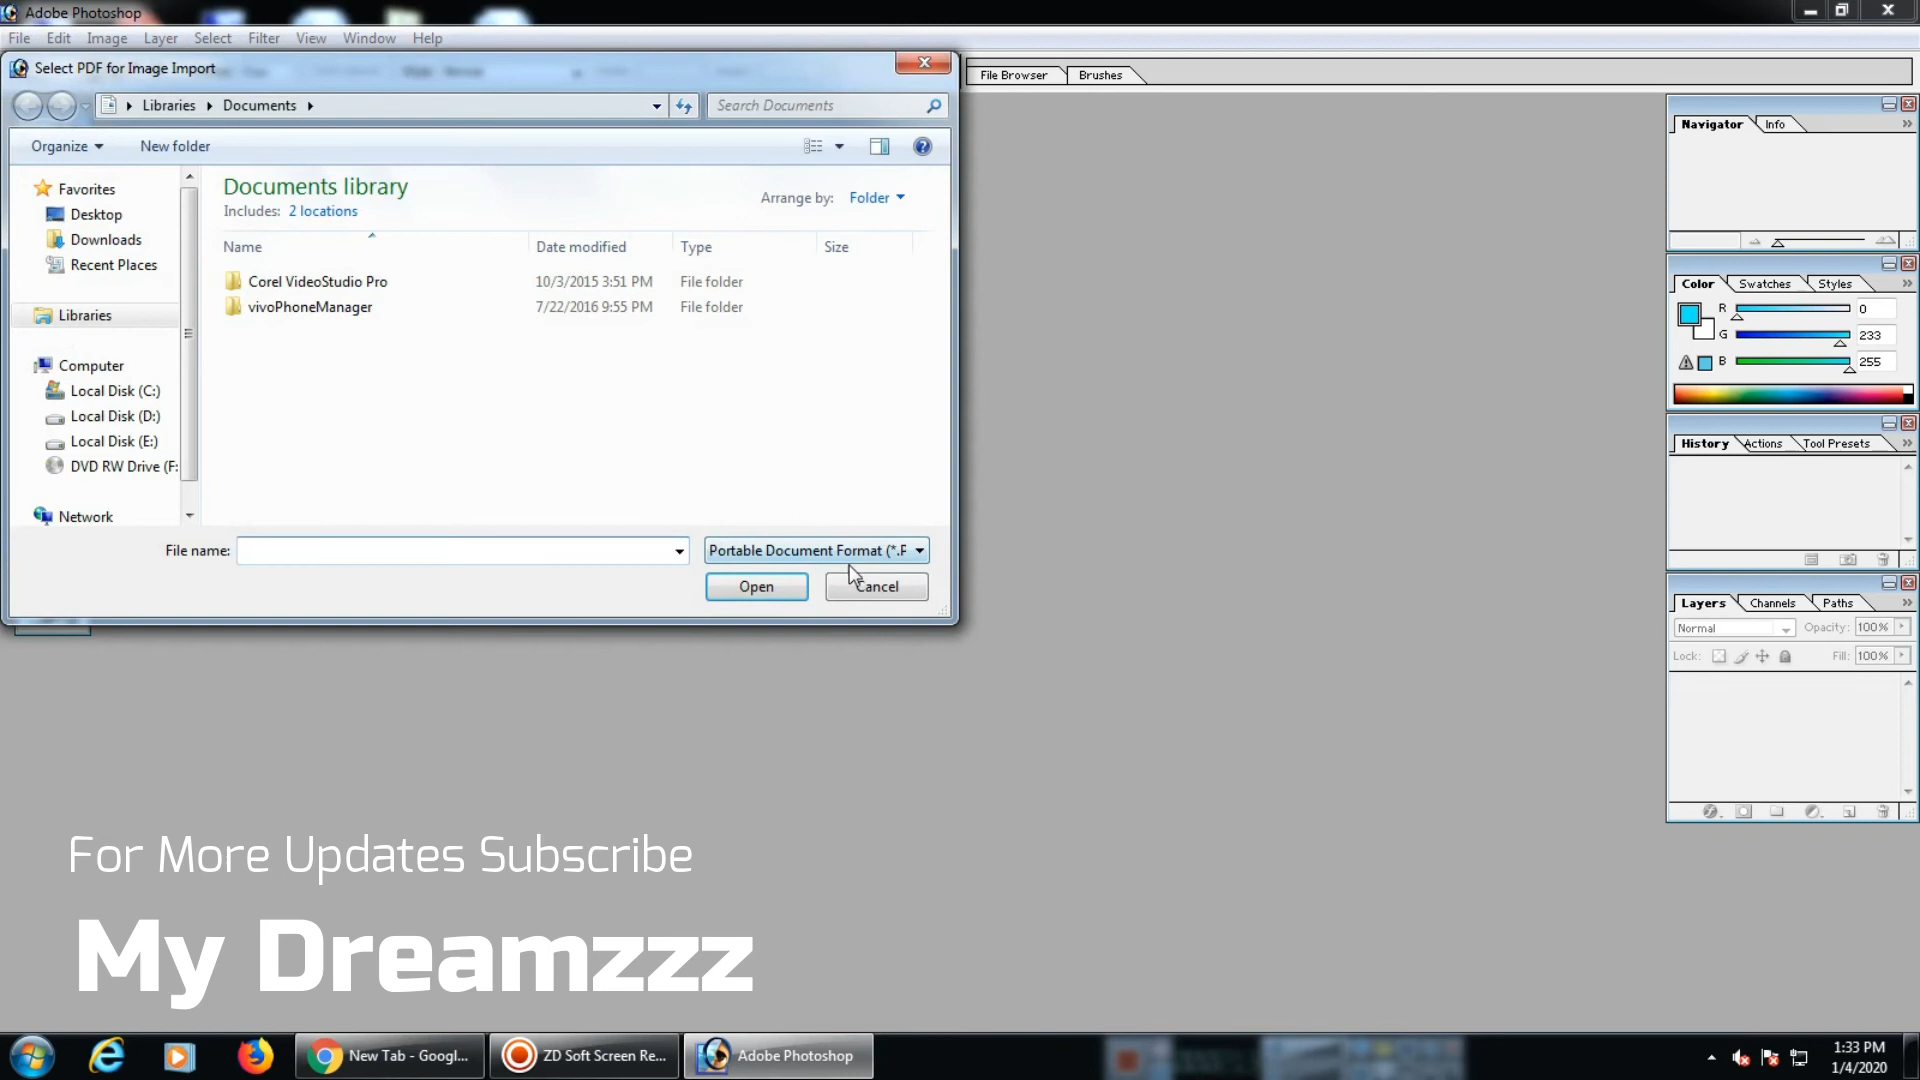 Adobe Photoshop
File Edit Image Layer Select Filter View Window Help
Select PDF for Image Import
File Browser Brushes
Libraries Documents
Search Documents
Organize New folder
Favorites
Desktop
Downloads
Recent Places
Libraries
Computer
Local Disk (C:)
Local Disk (D:)
Local Disk (E:)
DVD RW Drive (F:
Network
Documents library
Includes: 2 locations
Arrange by: Folder
Name Date modified Type Size
Corel VideoStudio Pro 10/3/2015 3:51 PM File folder
vivoPhoneManager 7/22/2016 9:55 PM File folder
File name:
Portable Document Format (*.P
Open Cancel
Navigator Info
Color Swatches Styles
R 0
G 233
B 255
History Actions Tool Presets
Layers Channels Paths
Normal Opacity: 100%
Lock: Fill: 100%
For More Updates Subscribe
My Dreamzzz
New Tab - Googl...
ZD Soft Screen Re...
Adobe Photoshop
1:33 PM
1/4/2020